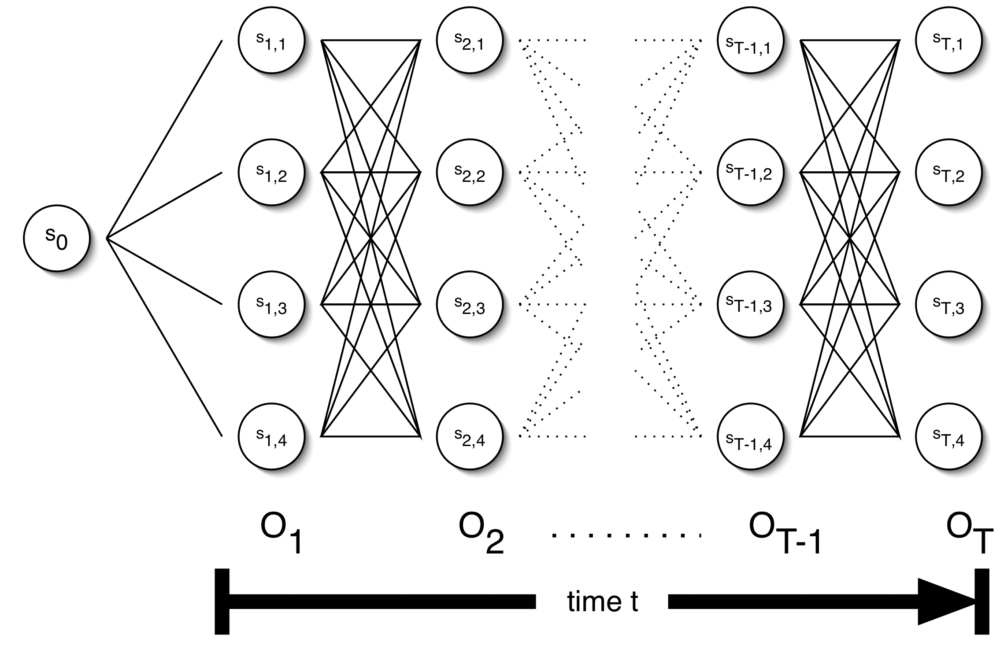 s1,1 s2,1 sT-1,1 sT,1
s1,2 s2,2 sT-1,2 sT,2
s0
s1,3 s2,3 sT-1,3 sT,3
s1,4 s2,4 sT-1,4 sT,4
O1 O2 ......... OT-1 OT
time t